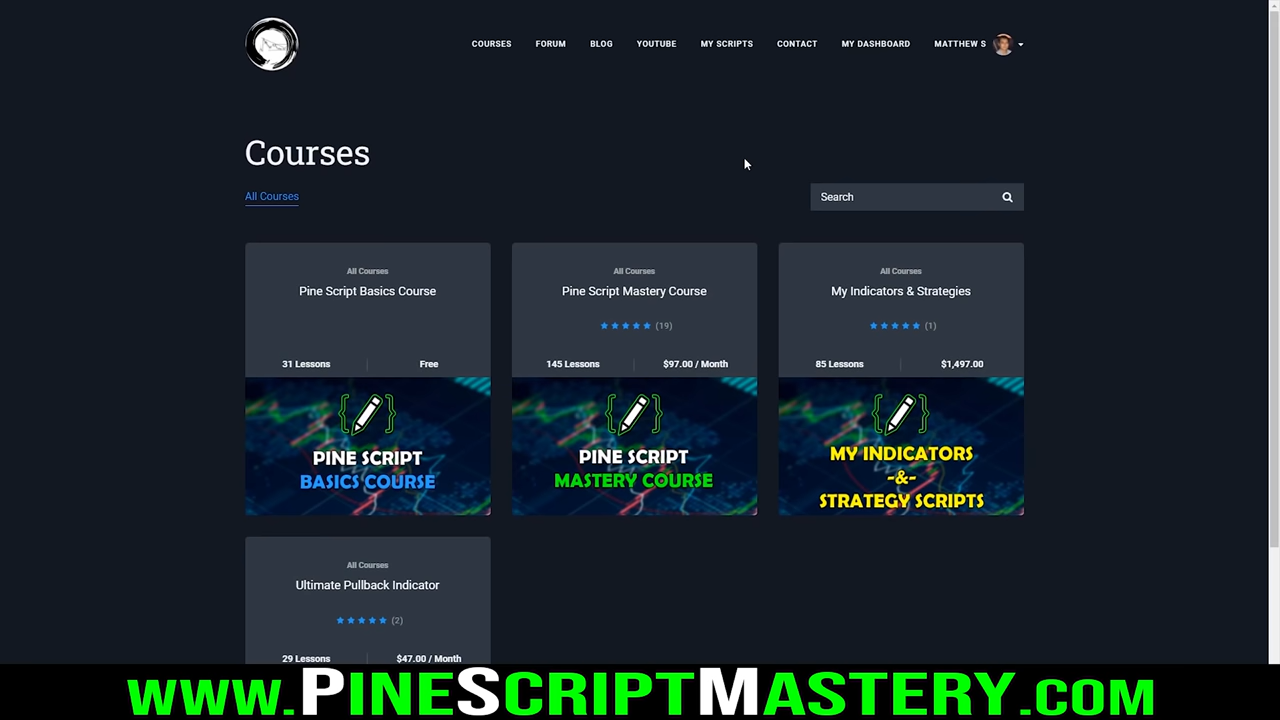 COURSES FORUM BLOG YOUTUBE MY SCRIPTS CONTACT MY DASHBOARD MATTHEW S
Courses
All Courses
Search
All Courses
Pine Script Basics Course
31 Lessons Free
{ }
PINE SCRIPT
BASICS COURSE
All Courses
Pine Script Mastery Course
(19)
145 Lessons $97.00 / Month
{ }
PINE SCRIPT
MASTERY COURSE
All Courses
My Indicators & Strategies
(1)
85 Lessons $1,497.00
{ }
MY INDICATORS
-&-
STRATEGY SCRIPTS
All Courses
Ultimate Pullback Indicator
(2)
29 Lessons $47.00 / Month
WWW.PINESCRIPTMASTERY.COM